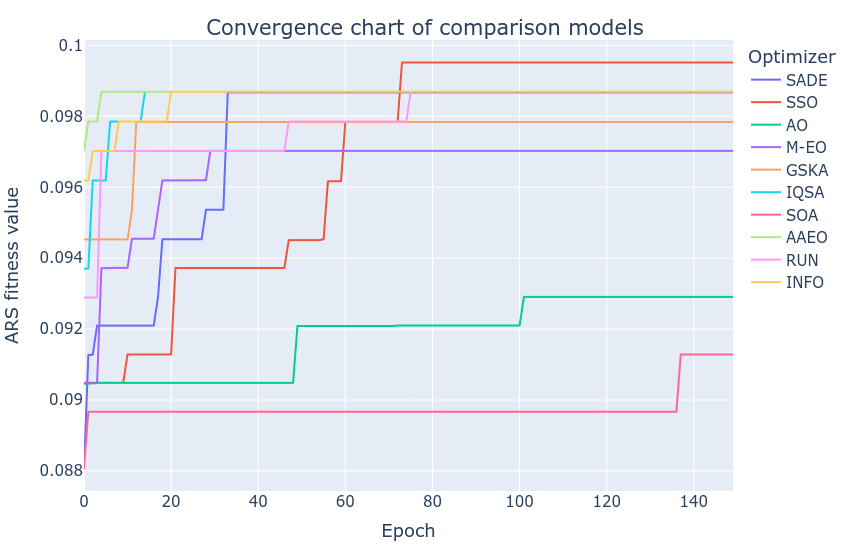 Convergence chart of comparison models
ARS fitness value
0.1
0.098
0.096
0.094
0.092
0.09
0.088
0
20
40
60
80
100
120
140
Epoch
Optimizer
SADE
SSO
AO
M-EO
GSKA
IQSA
SOA
AAEO
RUN
INFO